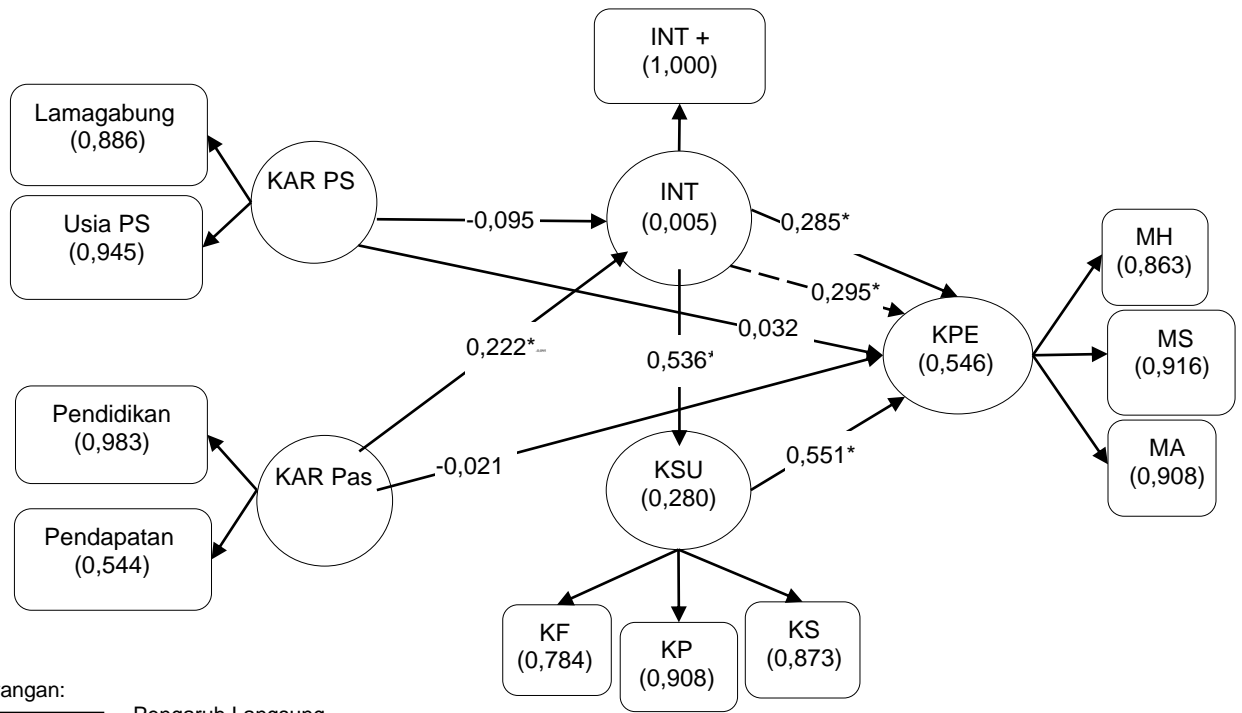 INT +
(1,000)
Lamagabung
(0,886)
KAR PS
Usia PS
(0,945)
-0,095
INT
(0,005)
0,285*
0,295*
MH
(0,863)
0,032
KPE
(0,546)
MS
(0,916)
0,222*
0,536*
Pendidikan
(0,983)
KAR Pas
-0,021
KSU
(0,280)
0,551*
MA
(0,908)
Pendapatan
(0,544)
KF
(0,784)
KP
(0,908)
KS
(0,873)
rangan:
Pengaruh Langsung